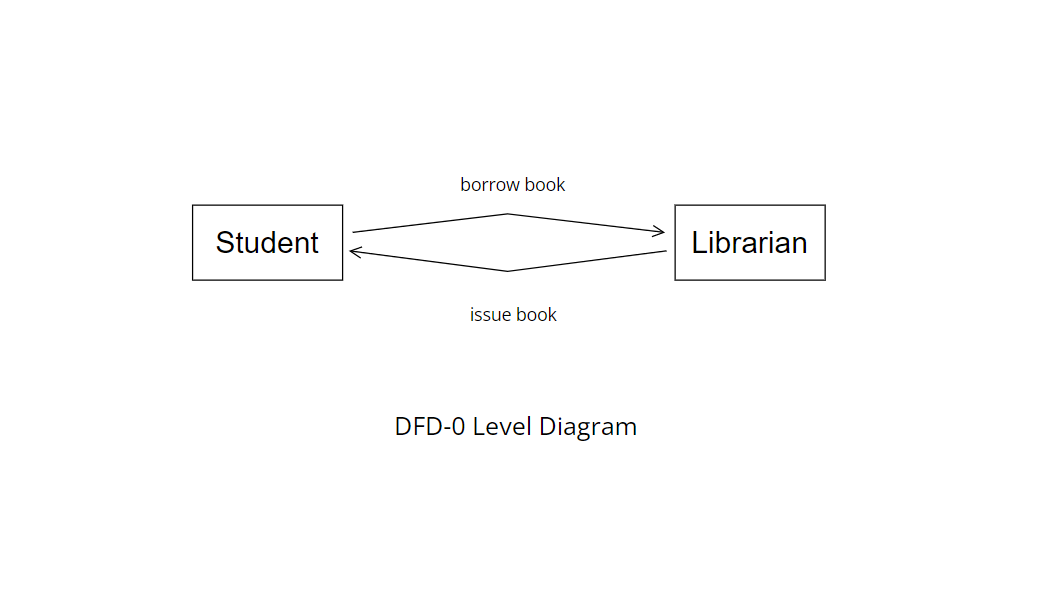 borrow book
Student
Librarian
issue book
DFD-0 Level Diagram